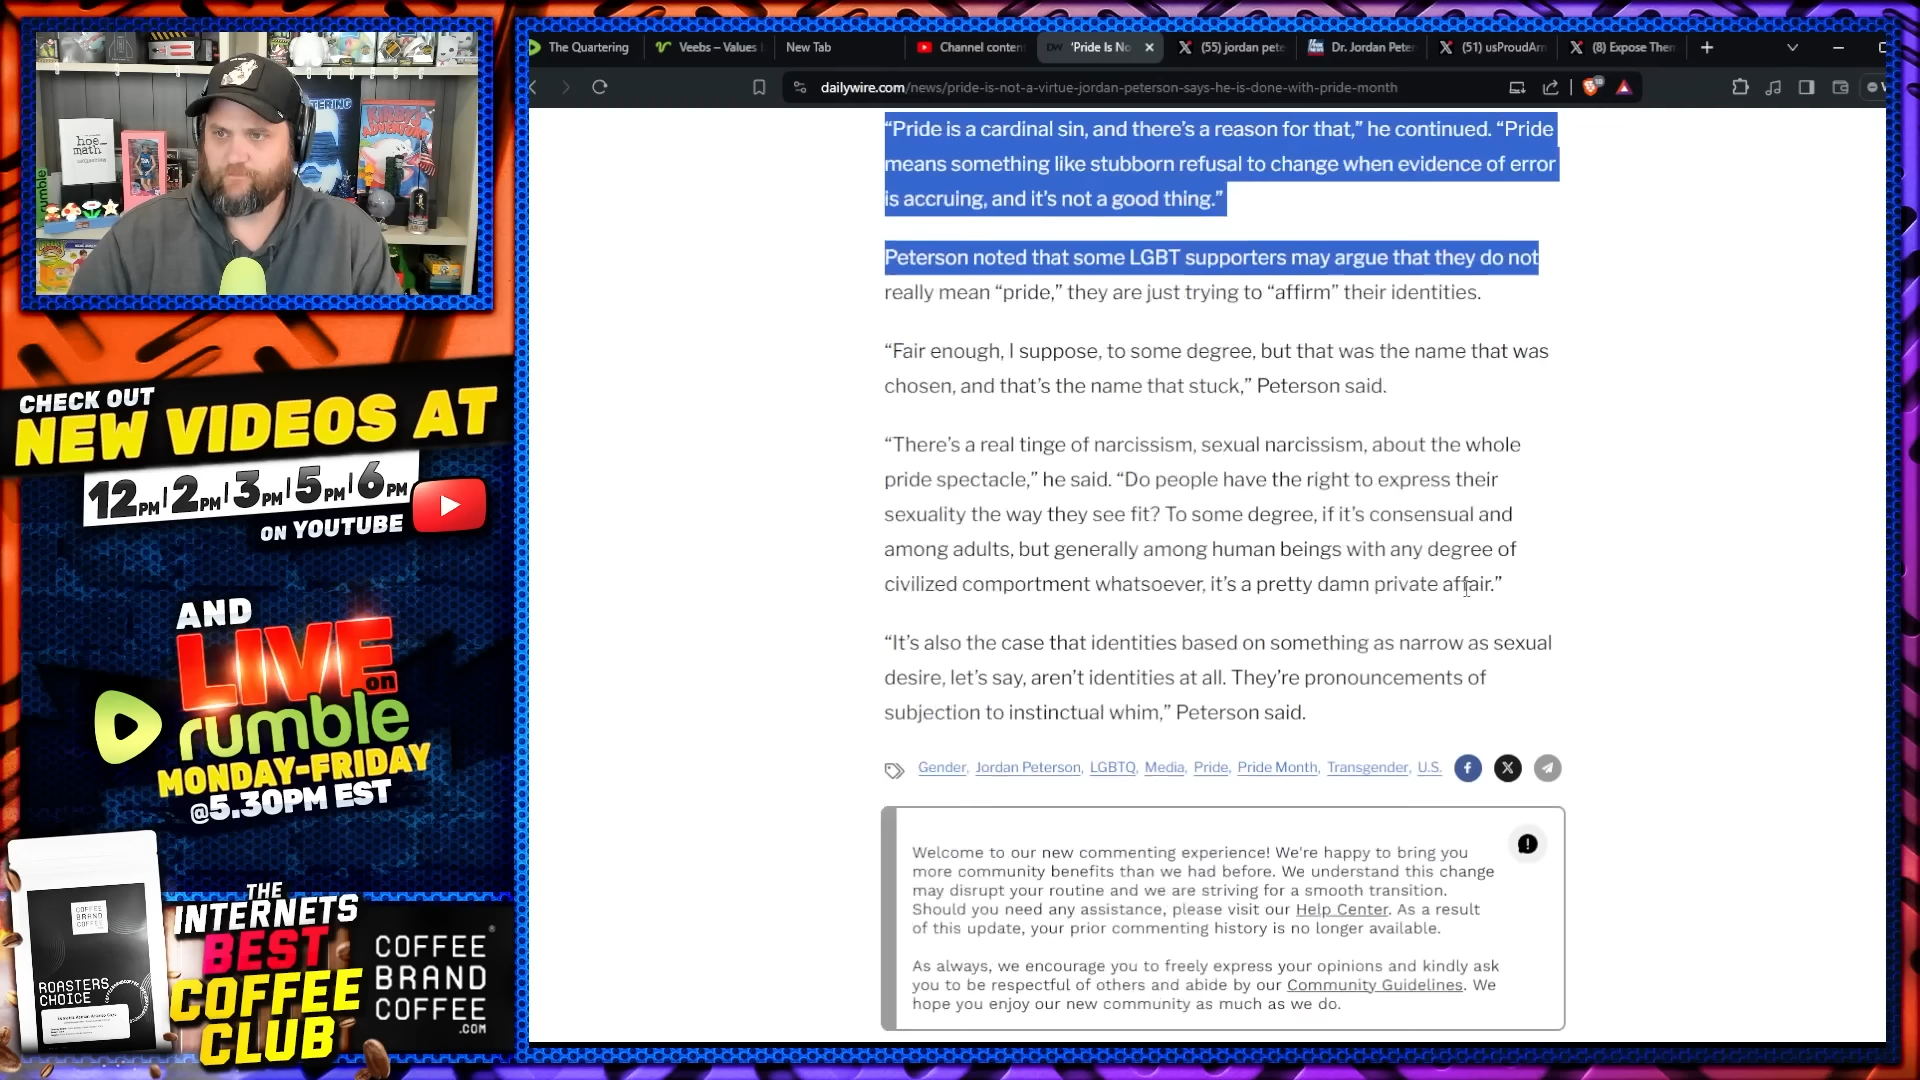 The Quartering
Veebs – Values
New Tab
Channel conten
'Pride Is No
(55) jordan pete
Dr. Jordan Peter
(51) usProudArm
(8) Expose Then
dailywire.com/news/pride-is-not-a-virtue-jordan-peterson-says-he-is-done-with-pride-month
“Pride is a cardinal sin, and there’s a reason for that,” he continued. “Pride
means something like stubborn refusal to change when evidence of error
is accruing, and it’s not a good thing.”
Peterson noted that some LGBT supporters may argue that they do not
really mean “pride,” they are just trying to “affirm” their identities.
“Fair enough, I suppose, to some degree, but that was the name that was
chosen, and that’s the name that stuck,” Peterson said.
“There’s a real tinge of narcissism, sexual narcissism, about the whole
pride spectacle,” he said. “Do people have the right to express their
sexuality the way they see fit? To some degree, if it’s consensual and
among adults, but generally among human beings with any degree of
civilized comportment whatsoever, it’s a pretty damn private affair.”
“It’s also the case that identities based on something as narrow as sexual
desire, let’s say, aren’t identities at all. They’re pronouncements of
subjection to instinctual whim,” Peterson said.
Gender, Jordan Peterson, LGBTQ, Media, Pride, Pride Month, Transgender, U.S.
Welcome to our new commenting experience! We're happy to bring you
more community benefits than we had before. We understand this change
may disrupt your routine and we are striving for a smooth transition.
Should you need any assistance, please visit our Help Center. As a result
of this update, your prior commenting history is no longer available.
As always, we encourage you to freely express your opinions and kindly ask
you to be respectful of others and abide by our Community Guidelines. We
hope you enjoy our new community as much as we do.
TERING
hoe_
math
rumble
CHECK OUT
NEW VIDEOS AT
12PM|2PM|3PM|5PM|6PM
ON YOUTUBE
AND
LIVE on
rumble
MONDAY-FRIDAY
@5.30PM EST
THE
INTERNETS
BEST
COFFEE
CLUB
COFFEE
BRAND
COFFEE
.COM
COFFEE
BRAND
COFFEE
ROASTERS
CHOICE